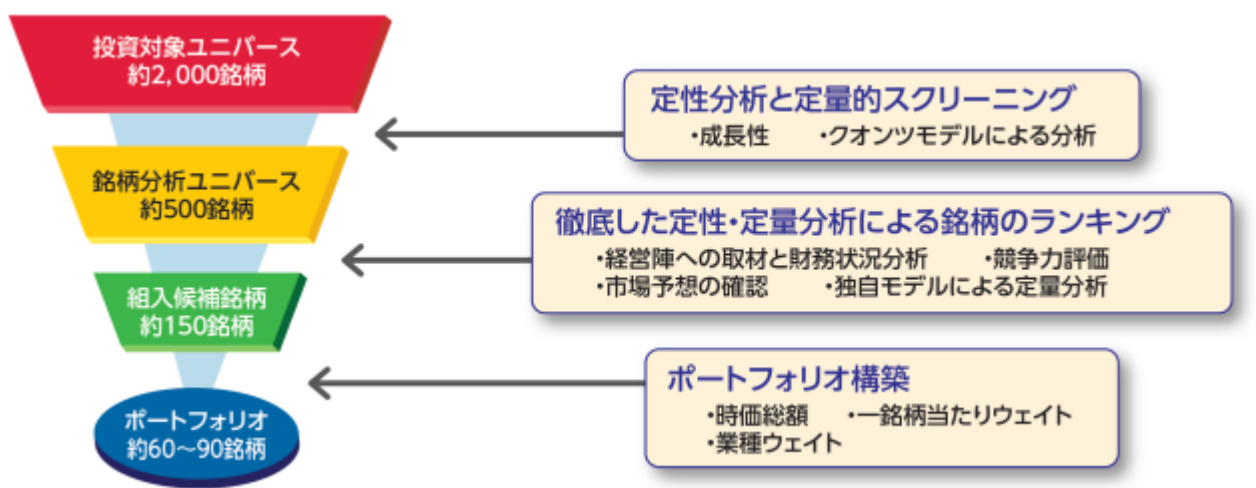 投資対象ユニバース
約2,000銘柄
定性分析と定量的スクリーニング
・成長性　・クオンツモデルによる分析
銘柄分析ユニバース
約500銘柄
徹底した定性・定量分析による銘柄のランキング
・経営陣への取材と財務状況分析　・競争力評価
・市場予想の確認　・独自モデルによる定量分析
組入候補銘柄
約150銘柄
ポートフォリオ構築
・時価総額　・一銘柄当たりウェイト
・業種ウェイト
ポートフォリオ
約60〜90銘柄